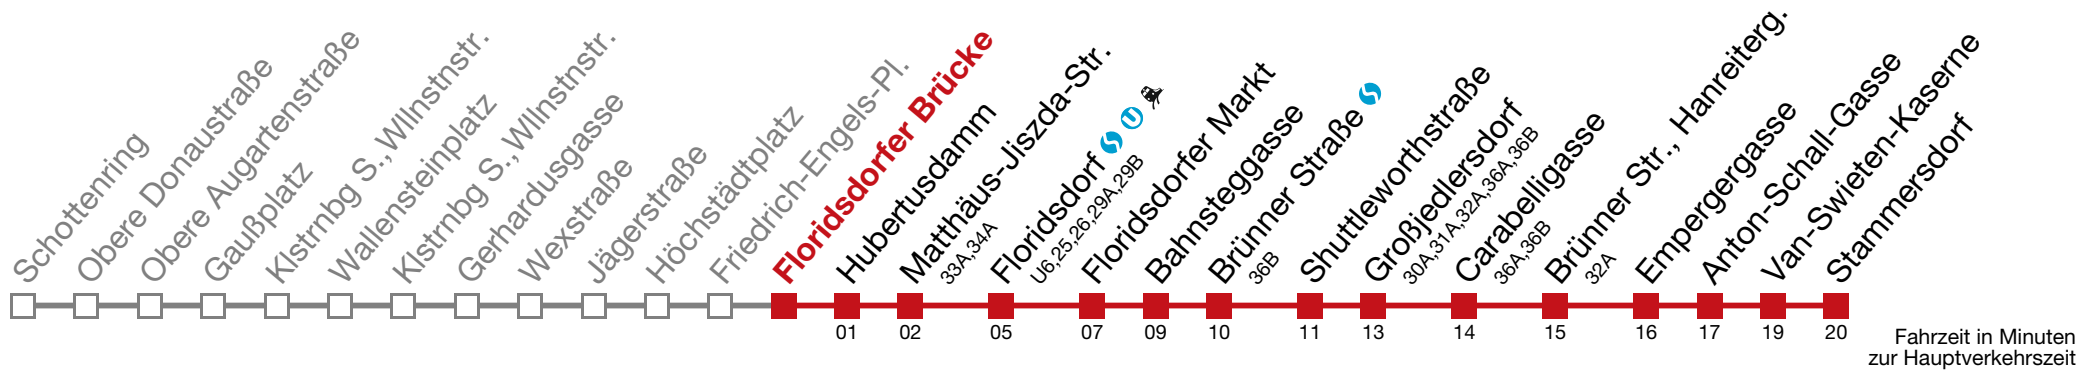 Schottenring
Obere Donaustraße
Obere Augartenstraße
Gaußplatz
Klstrnbg S., Wllnstnstr.
Wallensteinplatz
Klstrnbg S., Wllnstnstr.
Gerhardusgasse
Wexstraße
Jägerstraße
Höchstädtplatz
Friedrich-Engels-Pl.
Floridsdorfer Brücke
Hubertusdamm
01
Matthäus-Jiszda-Str.
33A,34A
02
Floridsdorf S U
U6,25,26,29A,29B
05
Floridsdorfer Markt
07
Bahnsteggasse
09
Brünner Straße S
36B
10
Shuttleworthstraße
11
Großjedlersdorf
30A,31A,32A,36A,36B
13
Carabelligasse
36A,36B
14
Brünner Str., Hanreiterg.
32A
15
Empergergasse
16
Anton-Schall-Gasse
17
Van-Swieten-Kaserne
19
Stammersdorf
20
Fahrzeit in Minuten
zur Hauptverkehrszeit